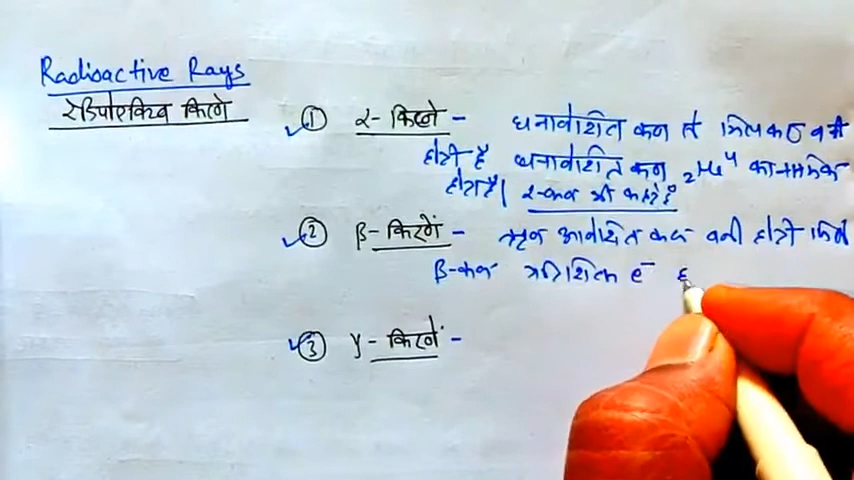 Radioactive Rays
रेडियोएक्टिव किरणे
① α- किरणे - धनावेशित कण से मिलकर बनी
होती है धनावेशित कण ₂He⁴ का नाभिक
होता है। α-कण भी कहते हैं
② β- किरणें - ऋण आवेशित कण बनी होती
β-कण e⁻
③ γ- किरणें -